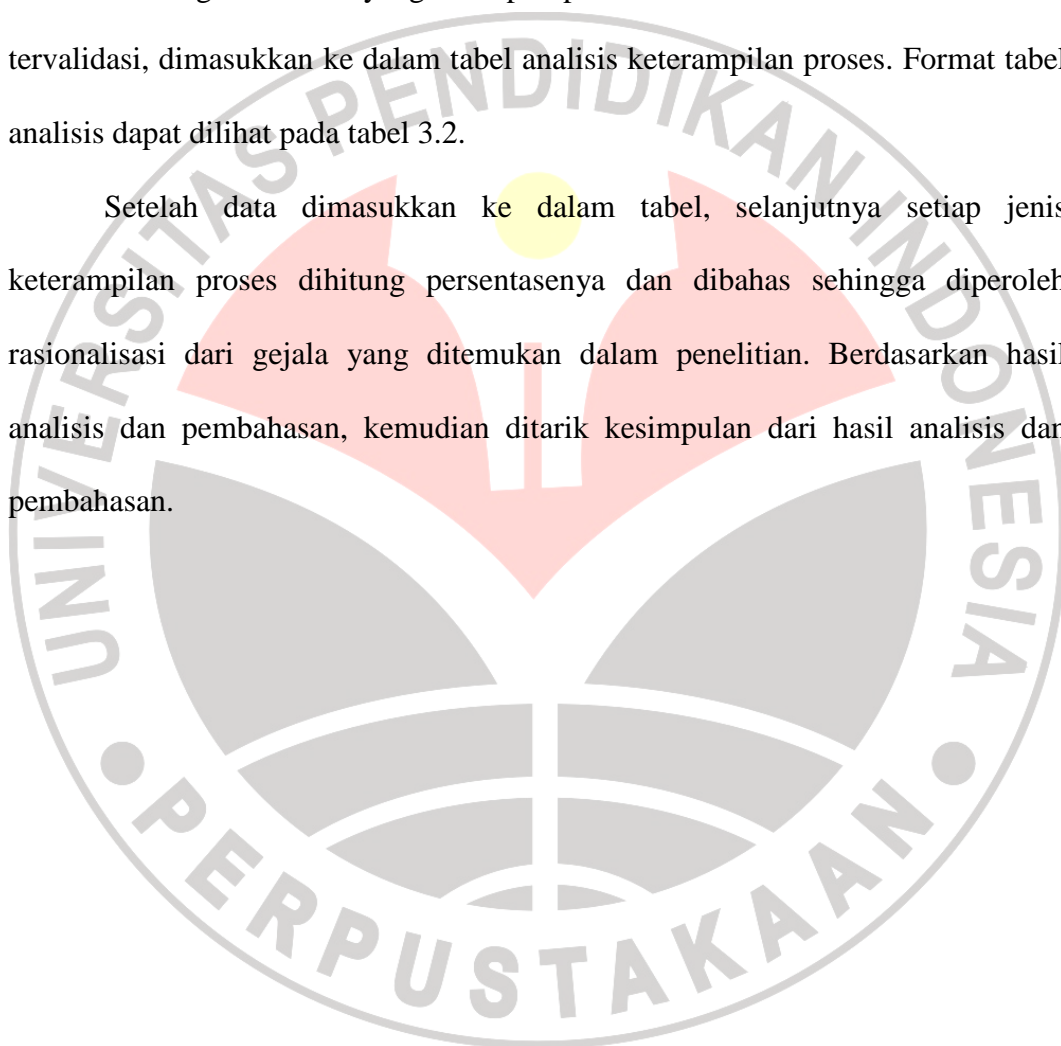 tervalidasi, dimasukkan ke dalam tabel analisis keterampilan proses. Format tabel
analisis dapat dilihat pada tabel 3.2.
Setelah data dimasukkan ke dalam tabel, selanjutnya setiap jenis
keterampilan proses dihitung persentasenya dan dibahas sehingga diperoleh
rasionalisasi dari gejala yang ditemukan dalam penelitian. Berdasarkan hasil
analisis dan pembahasan, kemudian ditarik kesimpulan dari hasil analisis dan
pembahasan.
UNIVERSITAS PENDIDIKAN INDONESIA
PERPUSTAKAAN